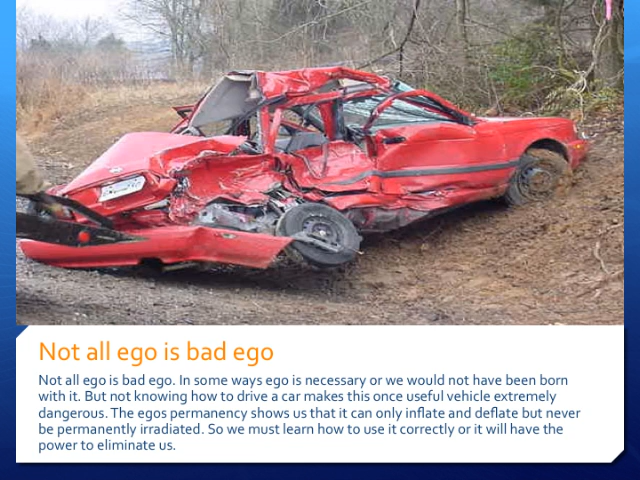 Not all ego is bad ego
Not all ego is bad ego. In some ways ego is necessary or we would not have been born
with it. But not knowing how to drive a car makes this once useful vehicle extremely
dangerous. The egos permanency shows us that it can only inflate and deflate but never
be permanently irradiated. So we must learn how to use it correctly or it will have the
power to eliminate us.